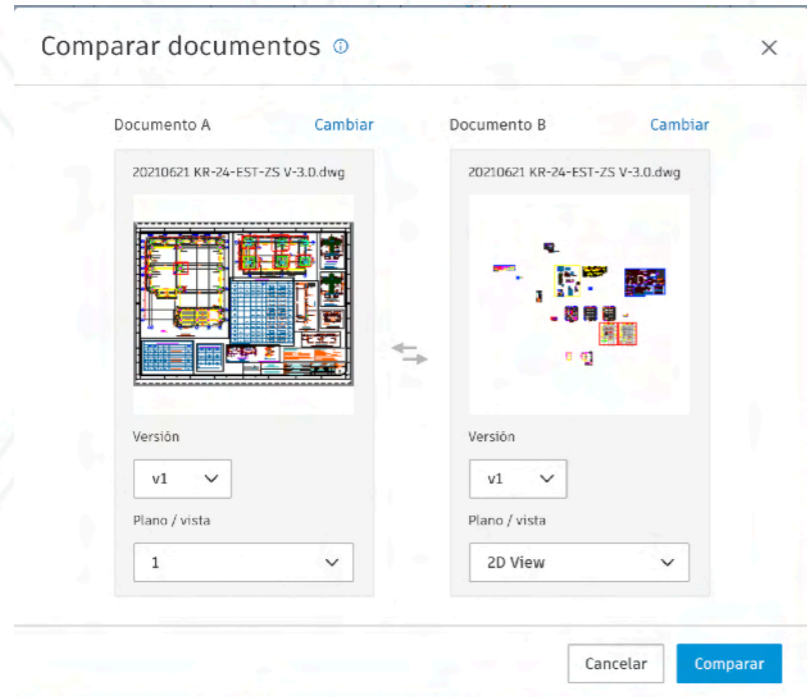 Comparar documentos
Documento A
Cambiar
20210621 KR-24-EST-ZS V-3.0.dwg
Versión
v1
Plano / vista
1
Documento B
Cambiar
20210621 KR-24-EST-ZS V-3.0.dwg
Versión
v1
Plano / vista
2D View
Cancelar
Comparar